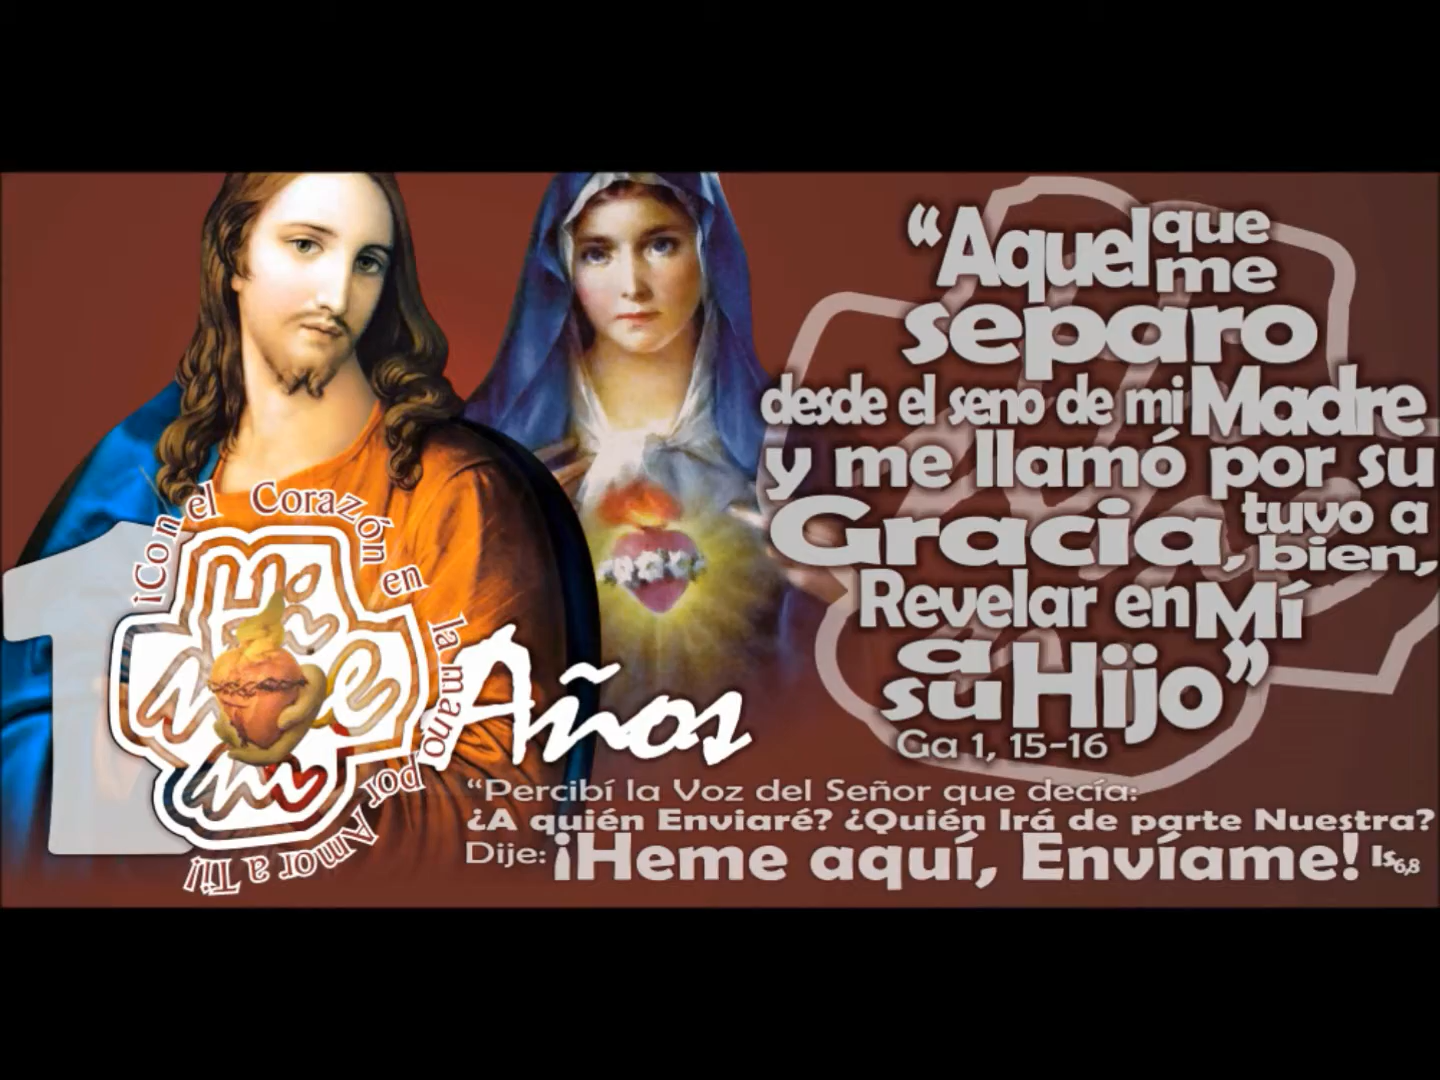 “Aquel que
me
separo
desde el seno de mi Madre
y me llamó por su
Gracia, tuvo a
bien,
Revelar en Mí
a
su Hijo”
Ga 1, 15-16
¡Con el Corazón en la mano, por Amor a Ti!
1
Años
“Percibí la Voz del Señor que decía:
¿A quién Enviaré? ¿Quién Irá de parte Nuestra?
Dije: ¡Heme aquí, Envíame! Is 6,8